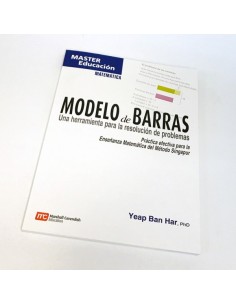 MASTER
Educación
MATEMÁTICA
MODELO de BARRAS
Una herramienta para la resolución de problemas
Práctica efectiva para la
Enseñanza Matemática del Método Singapur
Yeap Ban Har, PhD
Marshall Cavendish
Education